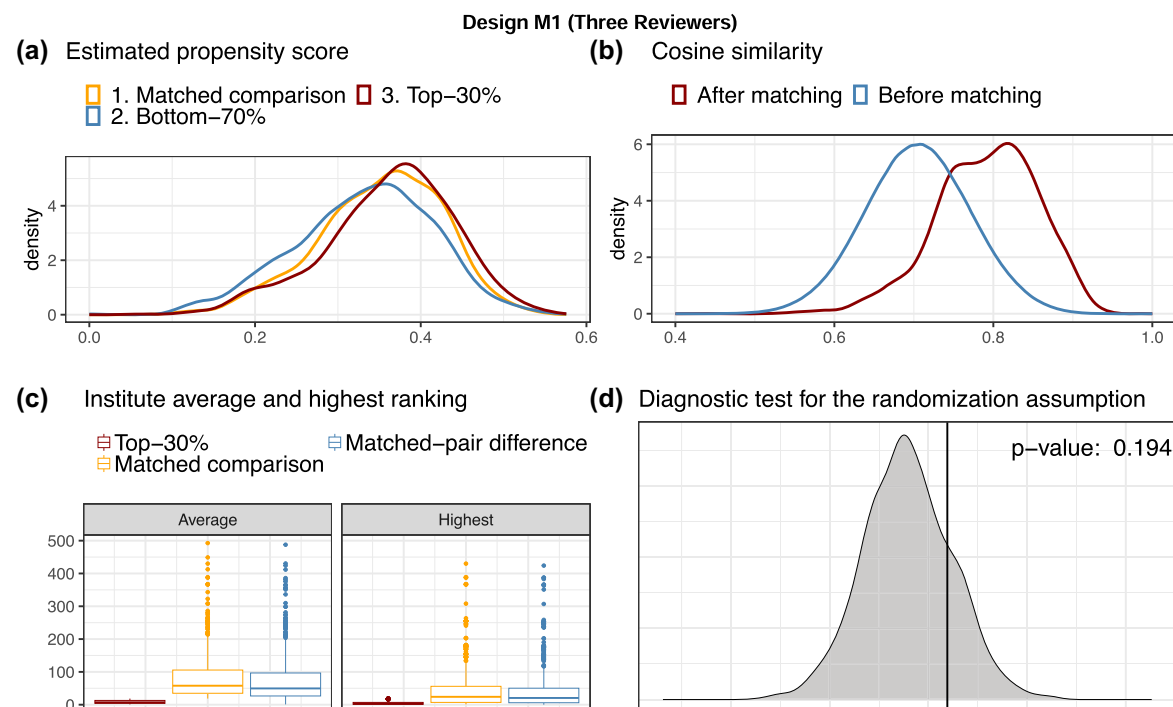 Design M1 (Three Reviewers)
(a) Estimated propensity score
1. Matched comparison 3. Top−30%
2. Bottom−70%
density
4
2
0
0.0 0.2 0.4 0.6
(b) Cosine similarity
After matching Before matching
density
6
4
2
0
0.4 0.6 0.8 1.0
(c) Institute average and highest ranking
Top−30% Matched−pair difference
Matched comparison
Average Highest
500
400
300
200
100
0
(d) Diagnostic test for the randomization assumption
p−value: 0.194